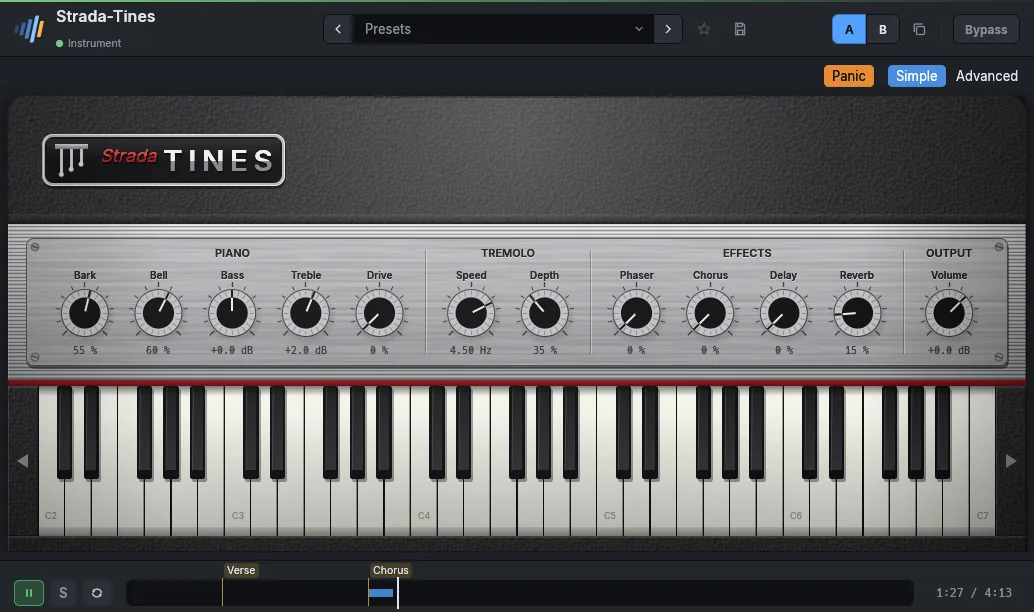 Strada-Tines
Instrument
Presets
A B
Bypass
Panic Simple Advanced
Strada TINES
PIANO TREMOLO EFFECTS OUTPUT
Bark Bell Bass Treble Drive Speed Depth Phaser Chorus Delay Reverb Volume
55 % 60 % +0.0 dB +2.0 dB 0 % 4.50 Hz 35 % 0 % 0 % 0 % 15 % +0.0 dB
C2 C3 C4 C5 C6 C7
Verse Chorus
S
1:27 / 4:13